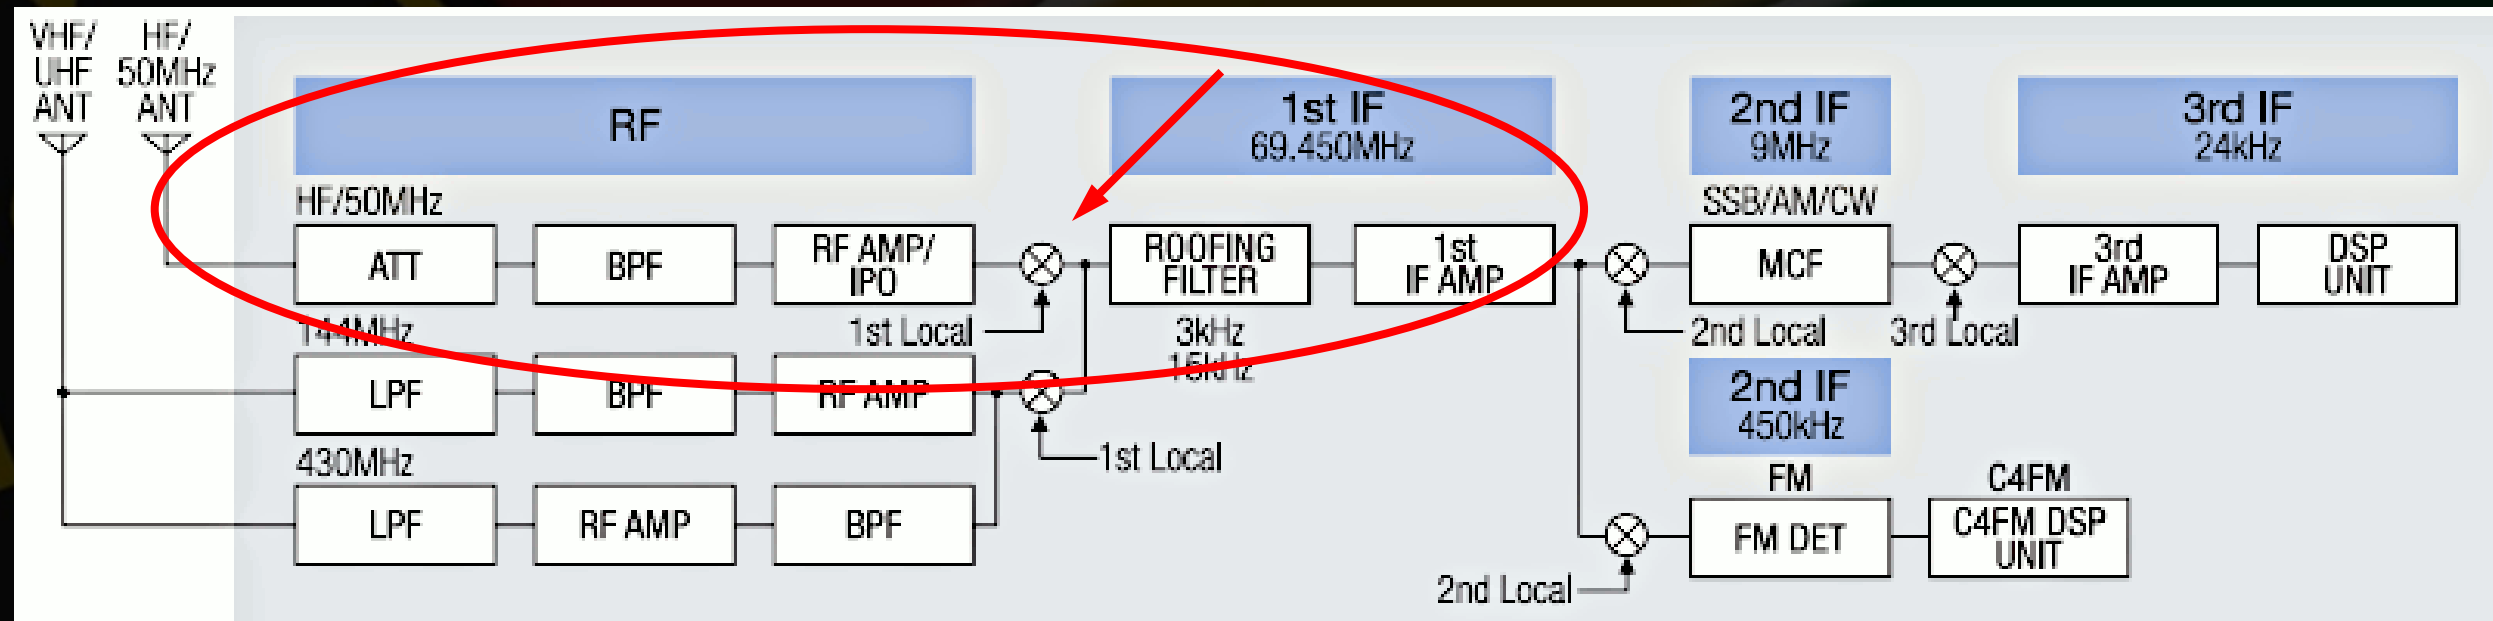 VHF/
UHF
ANT
HF/
50MHz
ANT
RF
1st IF
69.450MHz
2nd IF
9MHz
3rd IF
24kHz
HF/50MHz
SSB/AM/CW
ATT
BPF
RF AMP/
IPO
ROOFING
FILTER
1st
IF AMP
MCF
3rd
IF AMP
DSP
UNIT
1st Local
3kHz
15kHz
2nd Local
3rd Local
144MHz
LPF
BPF
RF AMP
2nd IF
450kHz
1st Local
430MHz
FM
C4FM
LPF
RF AMP
BPF
FM DET
C4FM DSP
UNIT
2nd Local